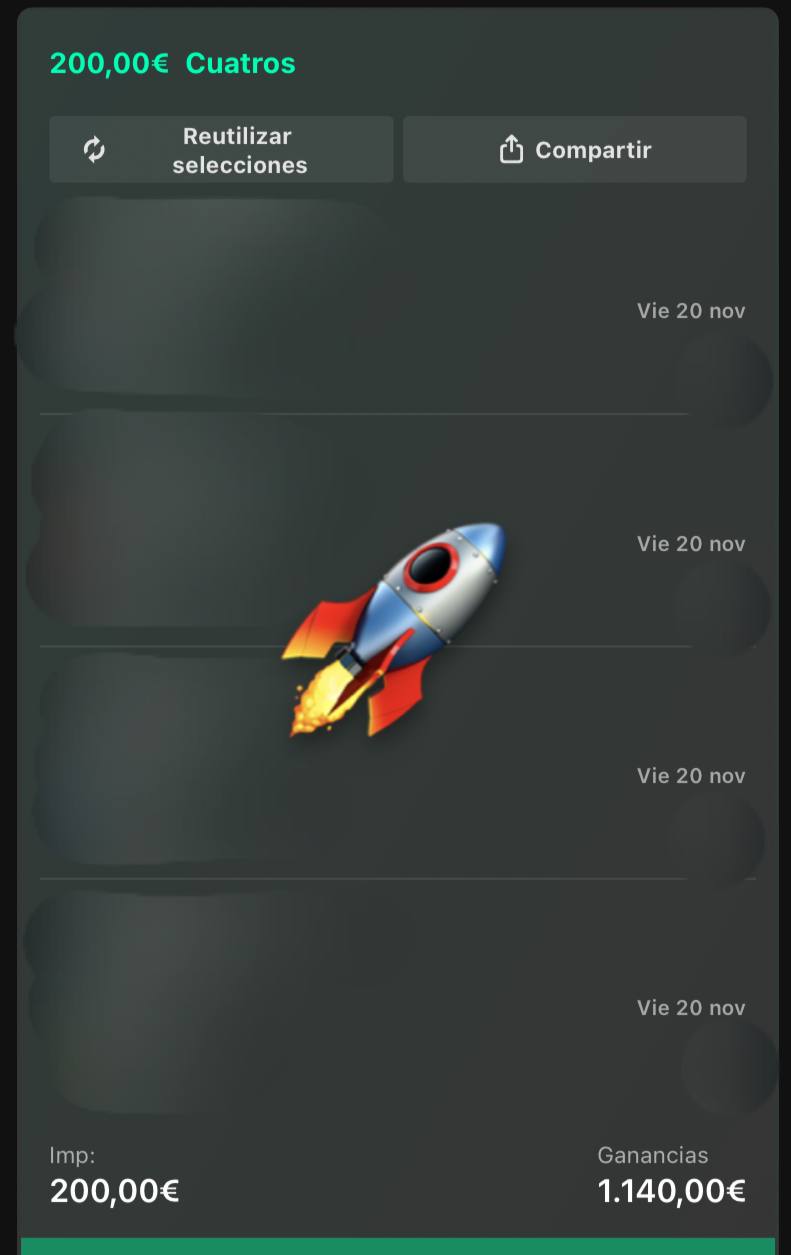 200,00€ Cuatros
Reutilizar
selecciones
Compartir
Vie 20 nov
Vie 20 nov
Vie 20 nov
Vie 20 nov
Imp:
Ganancias
200,00€
1.140,00€